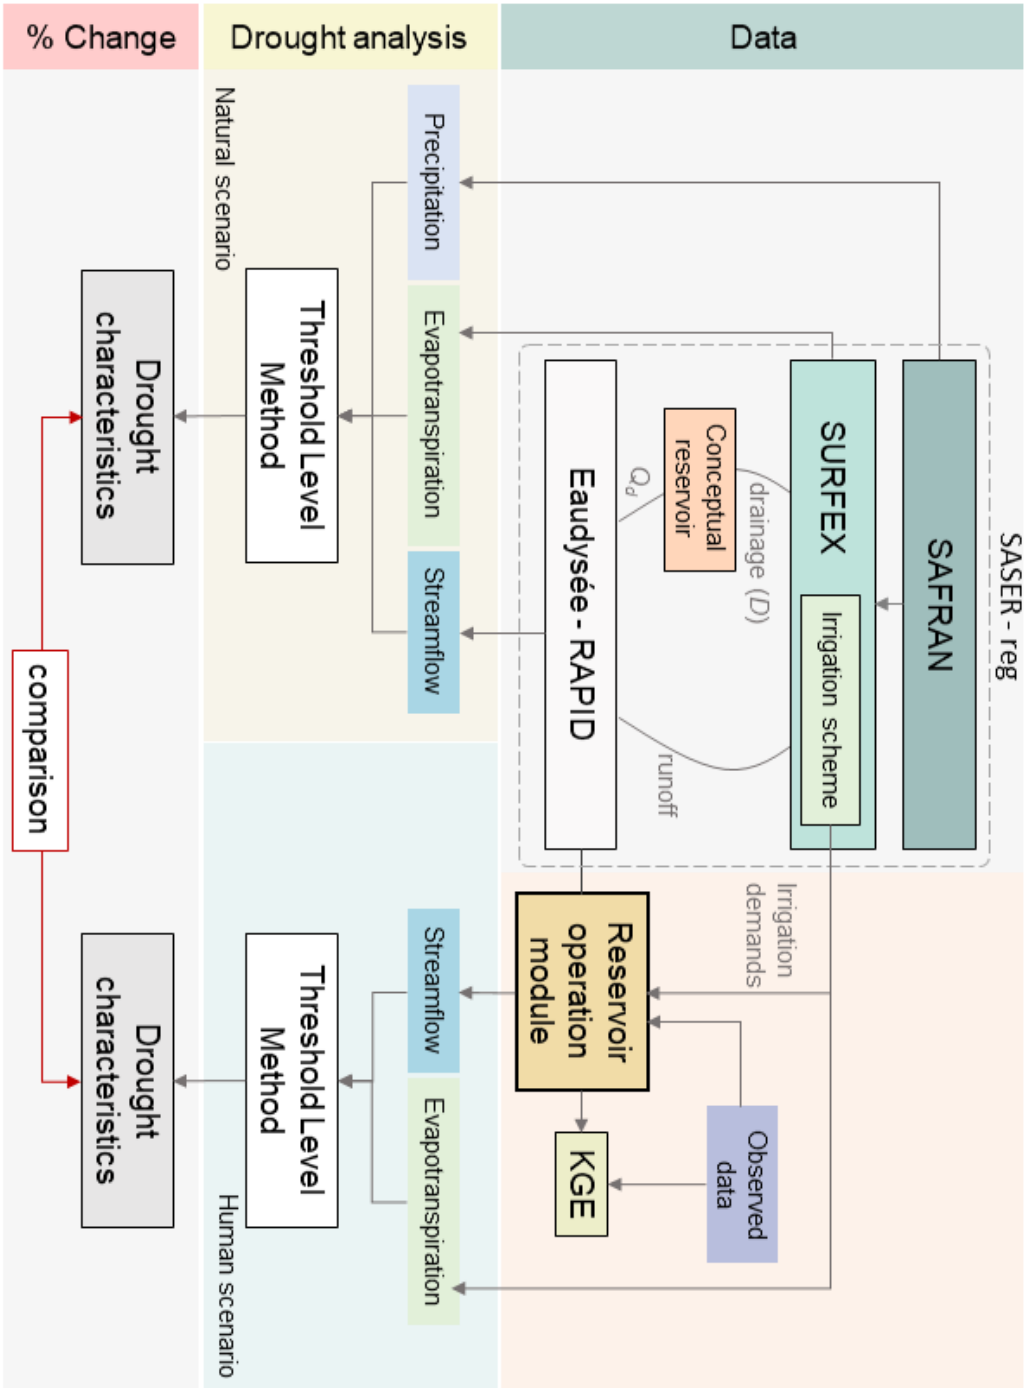 Data
Drought analysis
% Change
SASER - reg
SAFRAN
SURFEX
Irrigation scheme
drainage (D)
Conceptual
reservoir
Qd
runoff
Eaudysée - RAPID
Irrigation
demands
Observed
data
Reservoir
operation
module
KGE
Precipitation
Evapotranspiration
Streamflow
Streamflow
Evapotranspiration
Threshold Level
Method
Threshold Level
Method
Natural scenario
Human scenario
Drought
characteristics
Drought
characteristics
comparison